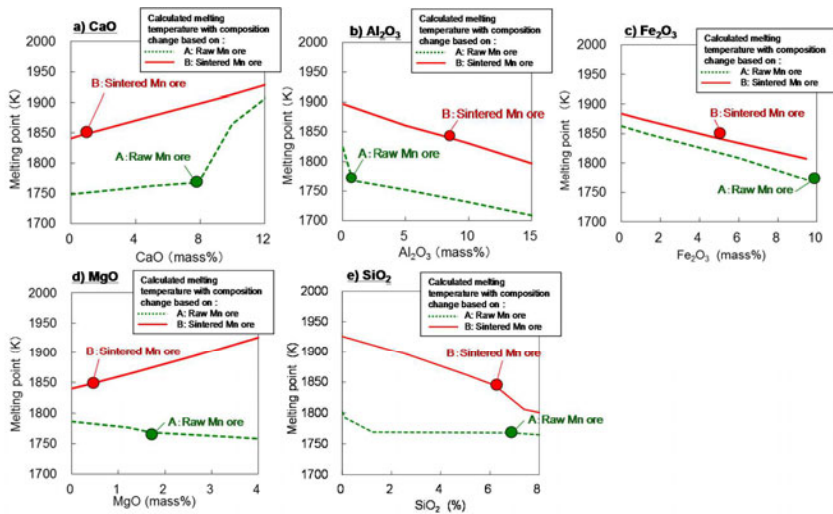 a) CaO
Calculated melting
temperature with composition
change based on :
A: Raw Mn ore
B: Sintered Mn ore
2000
1950
1900
1850
1800
1750
1700
Melting point (K)
B: Sintered Mn ore
A: Raw Mn ore
0
4
8
12
CaO (mass%)
b) Al2O3
Calculated melting
temperature with composition
change based on :
A: Raw Mn ore
B: Sintered Mn ore
2000
1950
1900
1850
1800
1750
1700
Melting point (K)
B: Sintered Mn ore
A: Raw Mn ore
0
5
10
15
Al2O3 (mass%)
c) Fe2O3
Calculated melting
temperature with composition
change based on :
A: Raw Mn ore
B: Sintered Mn ore
2000
1950
1900
1850
1800
1750
1700
Melting point (K)
B: Sintered Mn ore
A: Raw Mn ore
0
2
4
6
8
10
Fe2O3 (mass%)
d) MgO
Calculated melting
temperature with composition
change based on :
A: Raw Mn ore
B: Sintered Mn ore
2000
1950
1900
1850
1800
1750
1700
Melting point (K)
B: Sintered Mn ore
A: Raw Mn ore
0
1
2
3
4
MgO (mass%)
e) SiO2
Calculated melting
temperature with composition
change based on :
A: Raw Mn ore
B: Sintered Mn ore
2000
1950
1900
1850
1800
1750
1700
Melting point (K)
B: Sintered Mn ore
A: Raw Mn ore
0
2
4
6
8
SiO2 (%)